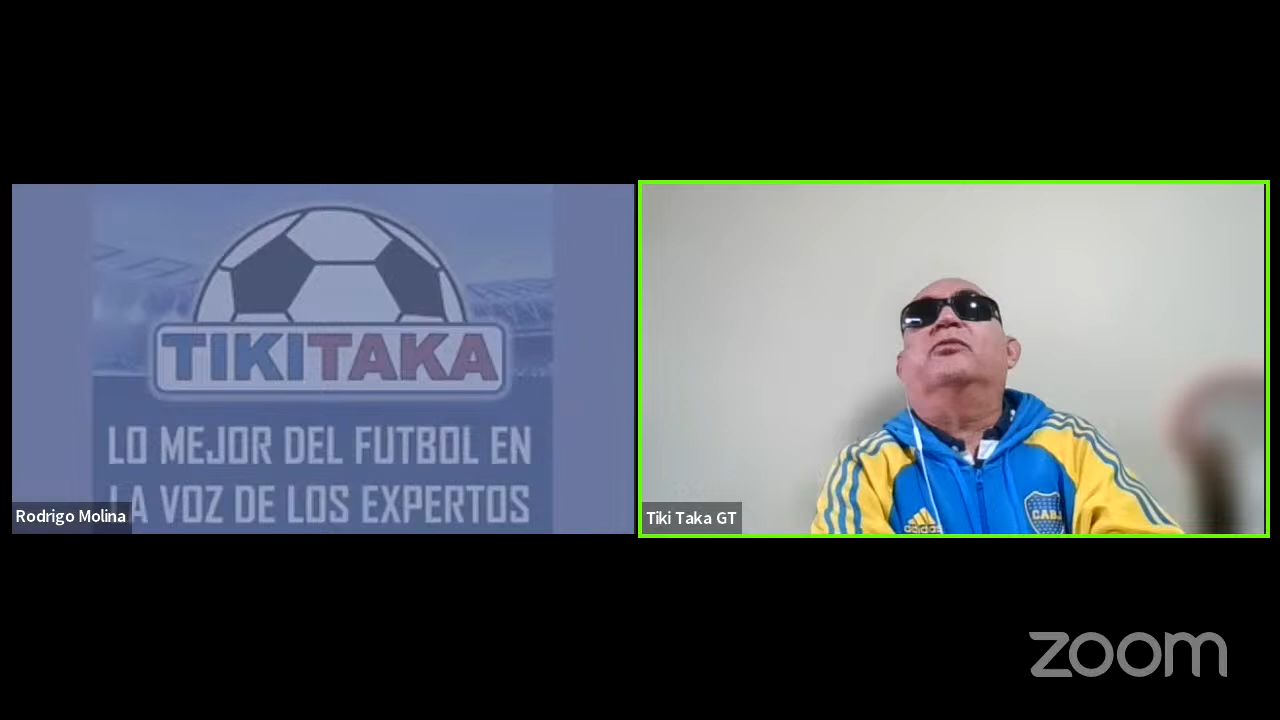 TIKITAKA
LO MEJOR DEL FUTBOL EN
LA VOZ DE LOS EXPERTOS
Rodrigo Molina
adidas
CABJ
Tiki Taka GT
zoom